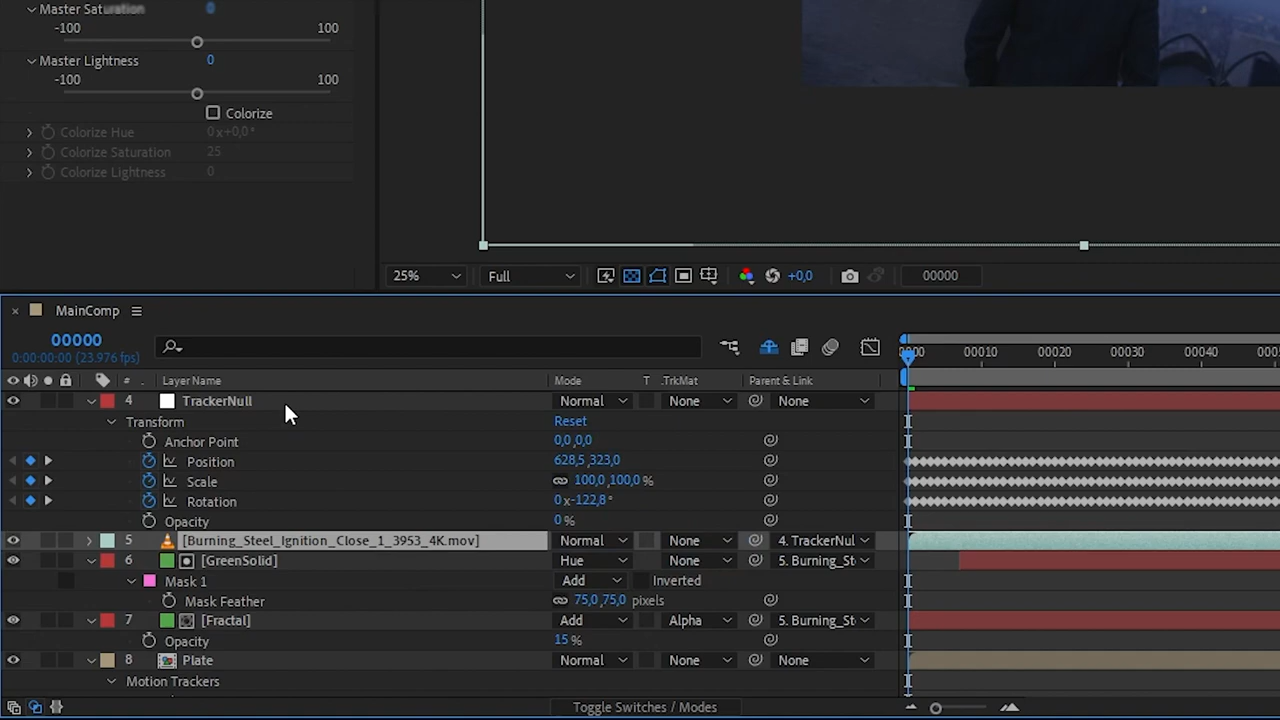 Master Saturation 0
-100 100
Master Lightness 0
-100 100
Colorize
Colorize Hue 0x+0,0°
Colorize Saturation 25
Colorize Lightness 0
25% Full +0,0 00000
MainComp
00000
0:00:00:00 (23.976 fps)
0000 00010 00020 00030 00040
# Layer Name Mode T .TrkMat Parent & Link
4 TrackerNull Normal None None
Transform Reset
Anchor Point 0,0,0,0
Position 628,5,323,0
Scale 100,0,100,0 %
Rotation 0x-122,8°
Opacity 0 %
5 [Burning_Steel_Ignition_Close_1_3953_4K.mov] Normal None 4. TrackerNul
6 [GreenSolid] Hue None 5. Burning_St
Mask 1 Add Inverted
Mask Feather 75,0,75,0 pixels
7 [Fractal] Add Alpha 5. Burning_St
Opacity 15 %
8 Plate Normal None None
Motion Trackers
Toggle Switches / Modes